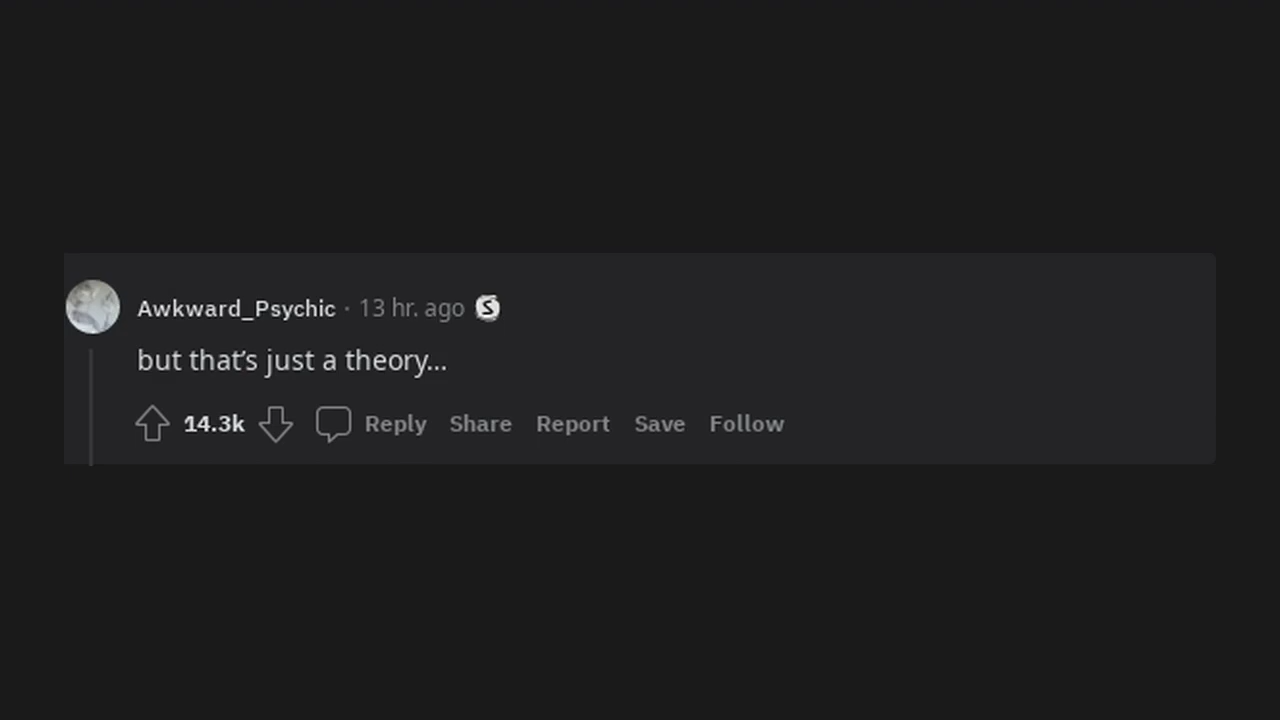 Awkward_Psychic · 13 hr. ago S
but that’s just a theory...
14.3k Reply Share Report Save Follow